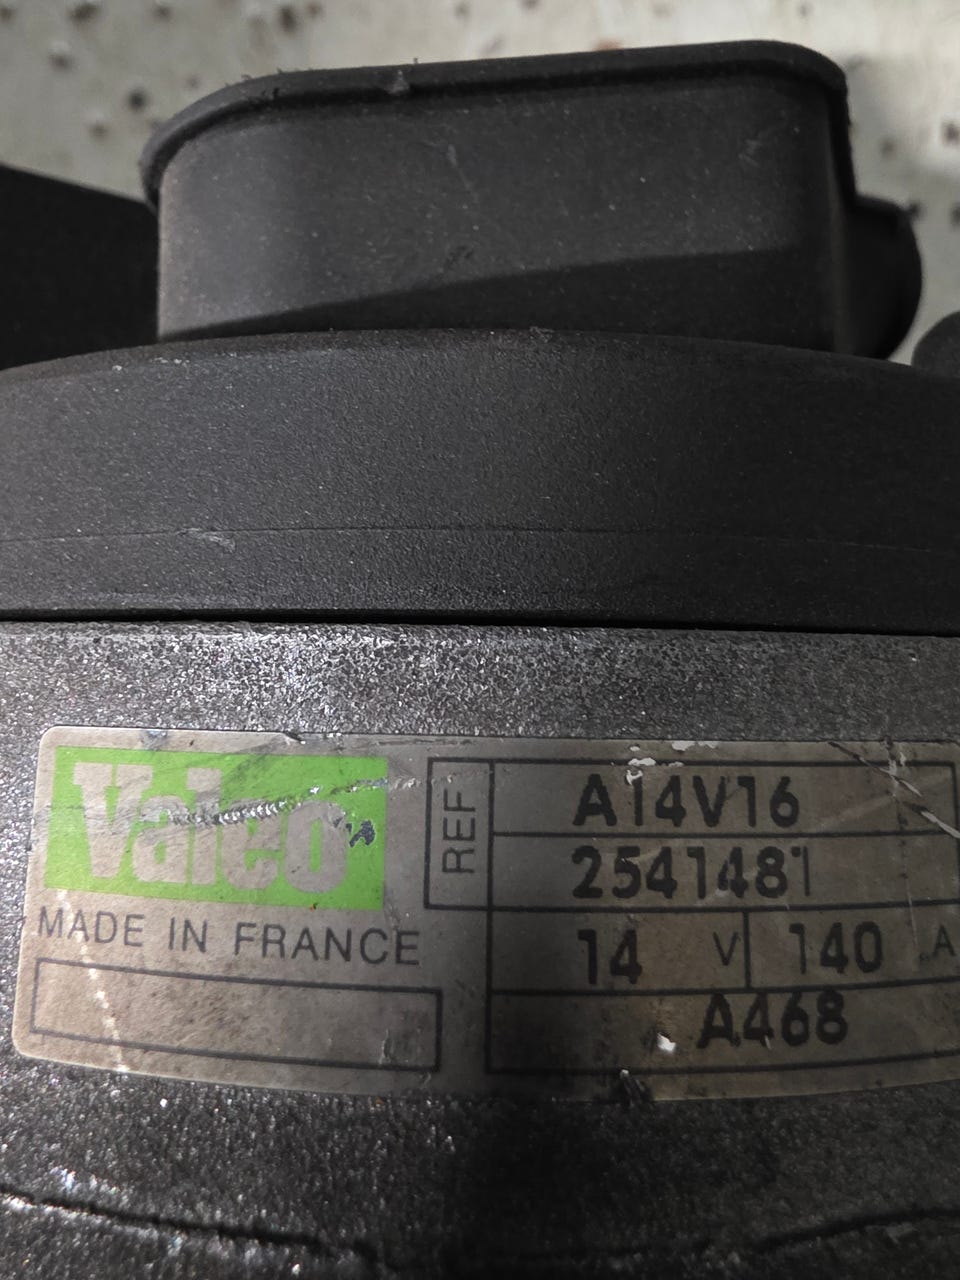 Valeo
MADE IN FRANCE
REF
A14V16
2541481
14 V 140 A
A468